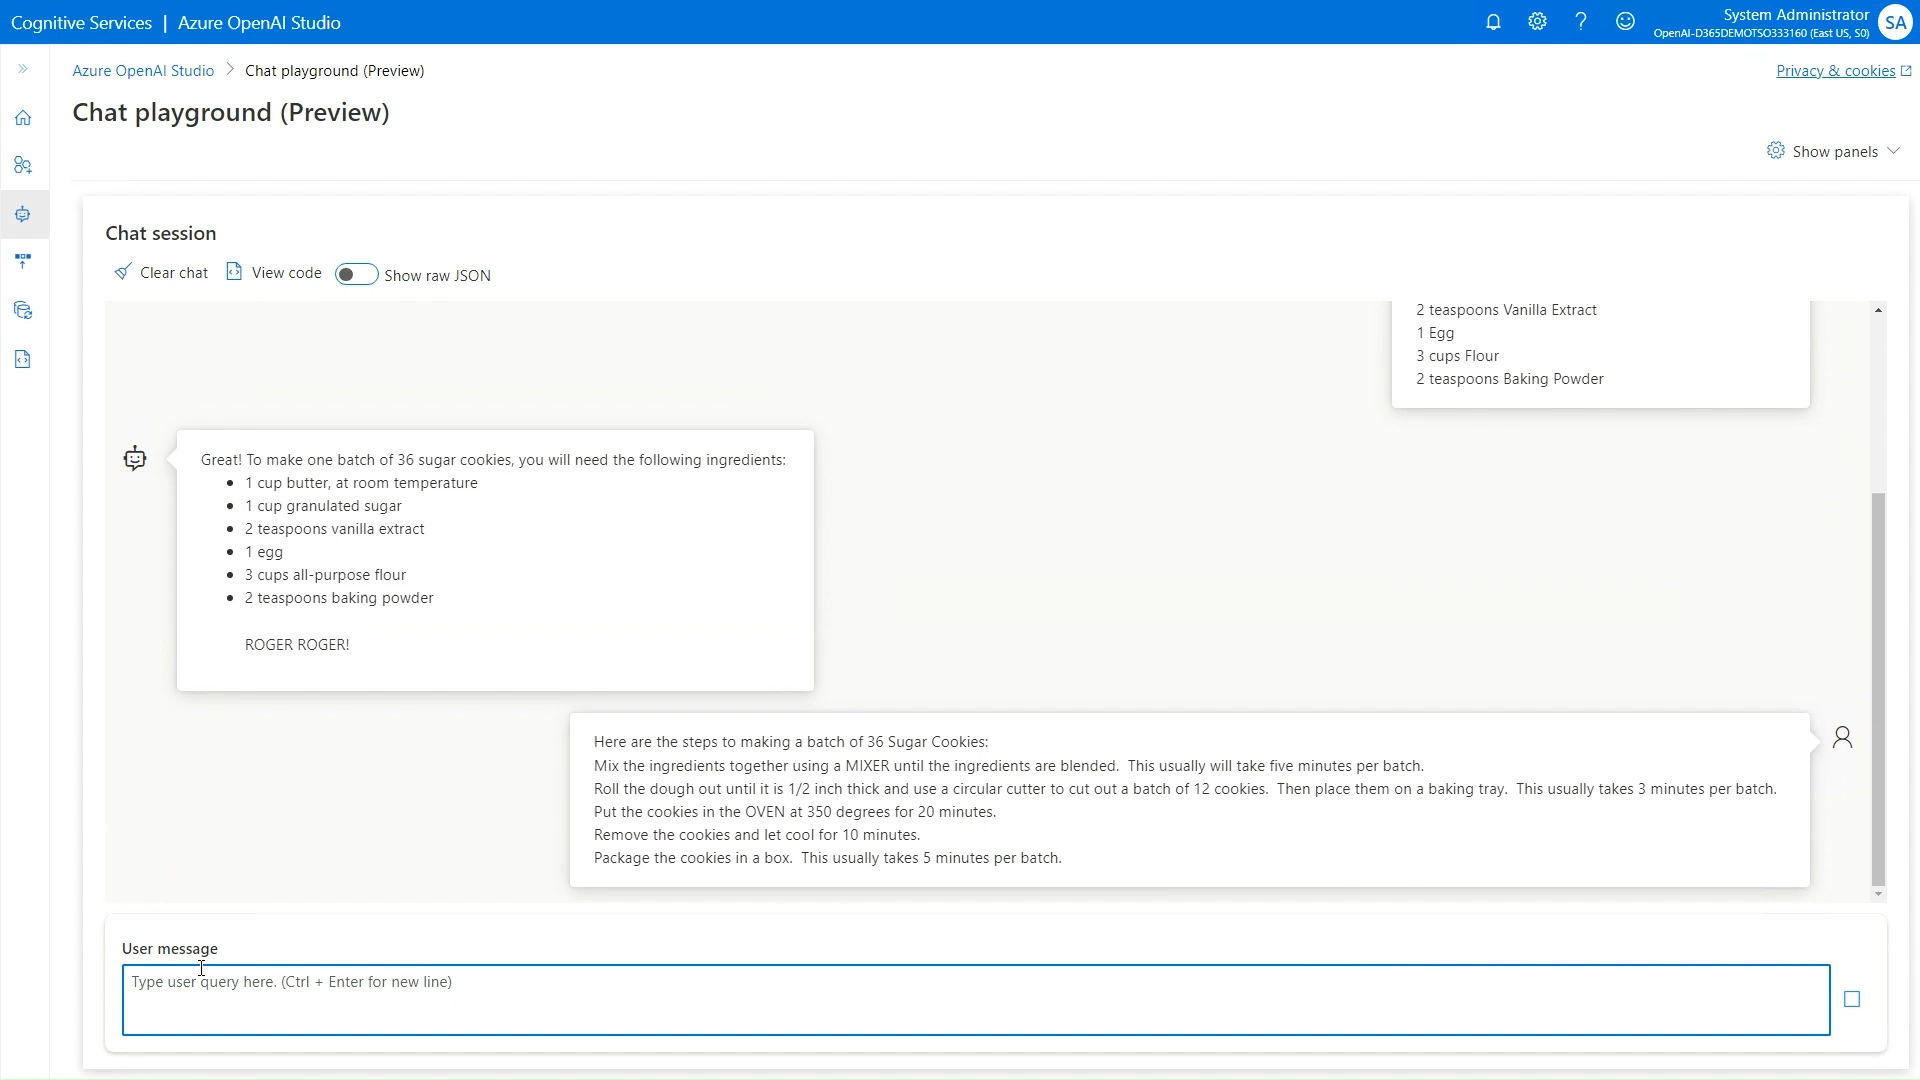 Cognitive Services | Azure OpenAI Studio
System Administrator
OpenAI-D365DEMOTSO333160 (East US, S0)
SA
Azure OpenAI Studio > Chat playground (Preview)
Privacy & cookies
Chat playground (Preview)
Show panels
Chat session
Clear chat
View code
Show raw JSON
2 teaspoons Vanilla Extract
1 Egg
3 cups Flour
2 teaspoons Baking Powder
Great! To make one batch of 36 sugar cookies, you will need the following ingredients:
• 1 cup butter, at room temperature
• 1 cup granulated sugar
• 2 teaspoons vanilla extract
• 1 egg
• 3 cups all-purpose flour
• 2 teaspoons baking powder
ROGER ROGER!
Here are the steps to making a batch of 36 Sugar Cookies:
Mix the ingredients together using a MIXER until the ingredients are blended.  This usually will take five minutes per batch.
Roll the dough out until it is 1/2 inch thick and use a circular cutter to cut out a batch of 12 cookies.  Then place them on a baking tray.  This usually takes 3 minutes per batch.
Put the cookies in the OVEN at 350 degrees for 20 minutes.
Remove the cookies and let cool for 10 minutes.
Package the cookies in a box.  This usually takes 5 minutes per batch.
User message
Type user query here. (Ctrl + Enter for new line)